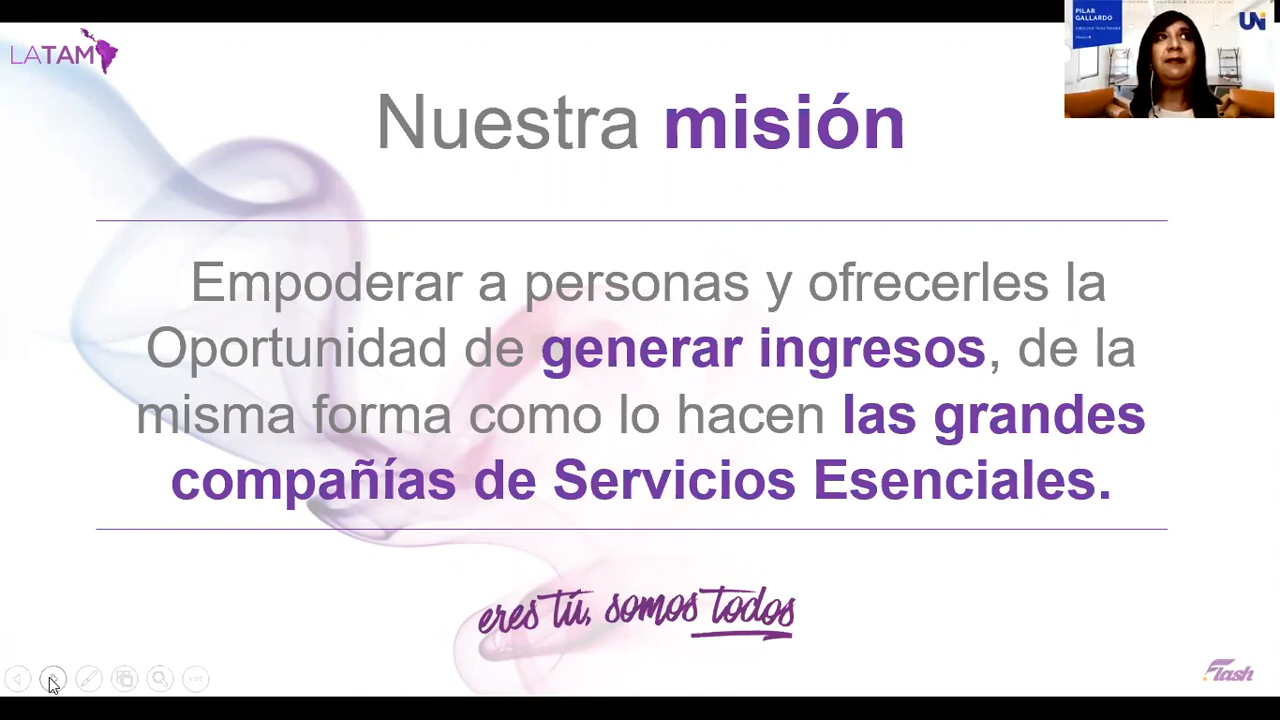 LATAM
PILAR
GALLARDO
UNi
Nuestra misión
Empoderar a personas y ofrecerles la
Oportunidad de generar ingresos, de la
misma forma como lo hacen las grandes
compañías de Servicios Esenciales.
eres tú, somos todos
Flash